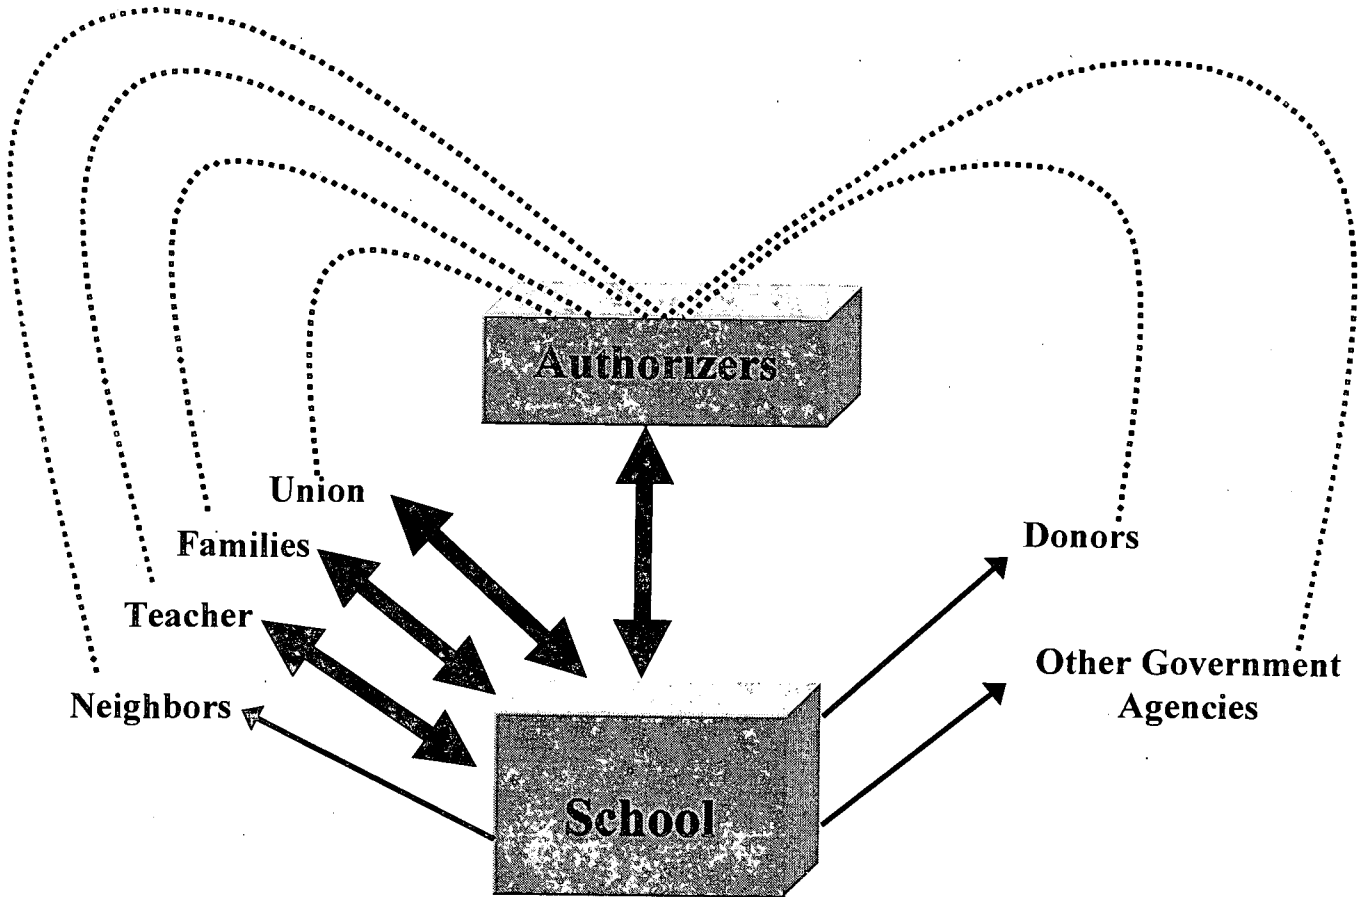 Authorizers
Union
Families
Teacher
Neighbors
Donors
Other Government
Agencies
School